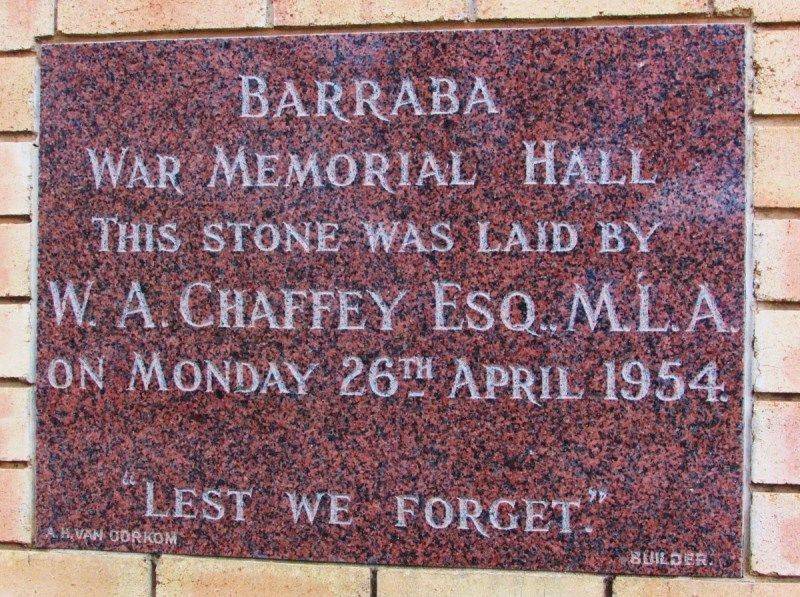 BARRABA
WAR MEMORIAL HALL
THIS STONE WAS LAID BY
W. A. CHAFFEY ESQ., M.L.A.
ON MONDAY 26TH APRIL 1954.
"LEST WE FORGET."
A.H. VAN OORKOM BUILDER.